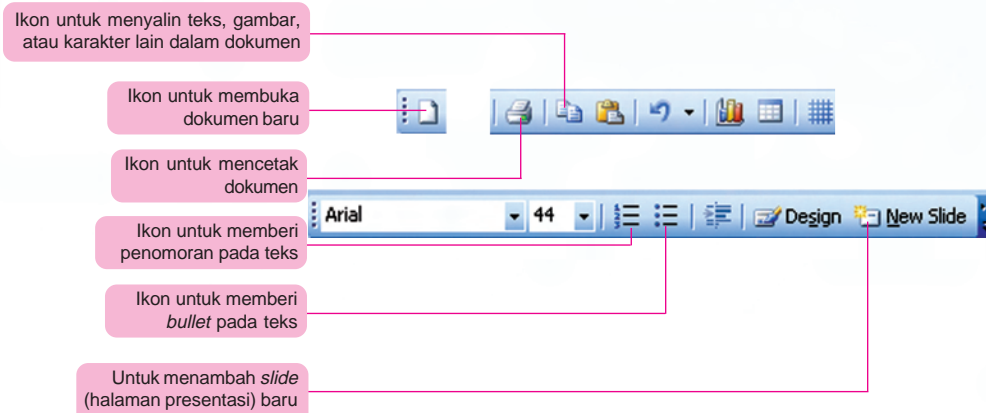 Ikon untuk menyalin teks, gambar,
atau karakter lain dalam dokumen
Ikon untuk membuka
dokumen baru
Ikon untuk mencetak
dokumen
Arial
44
Design
New Slide
Ikon untuk memberi
penomoran pada teks
Ikon untuk memberi
bullet pada teks
Untuk menambah slide
(halaman presentasi) baru